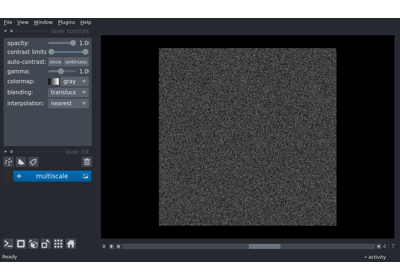 File View Window Plugins Help
layer controls
opacity: 1.0
contrast limits
auto-contrast: once continuous
gamma: 1.0
colormap: gray
blending: transluce
interpolation: nearest
layer list
multiscale
4 7
Ready
activity